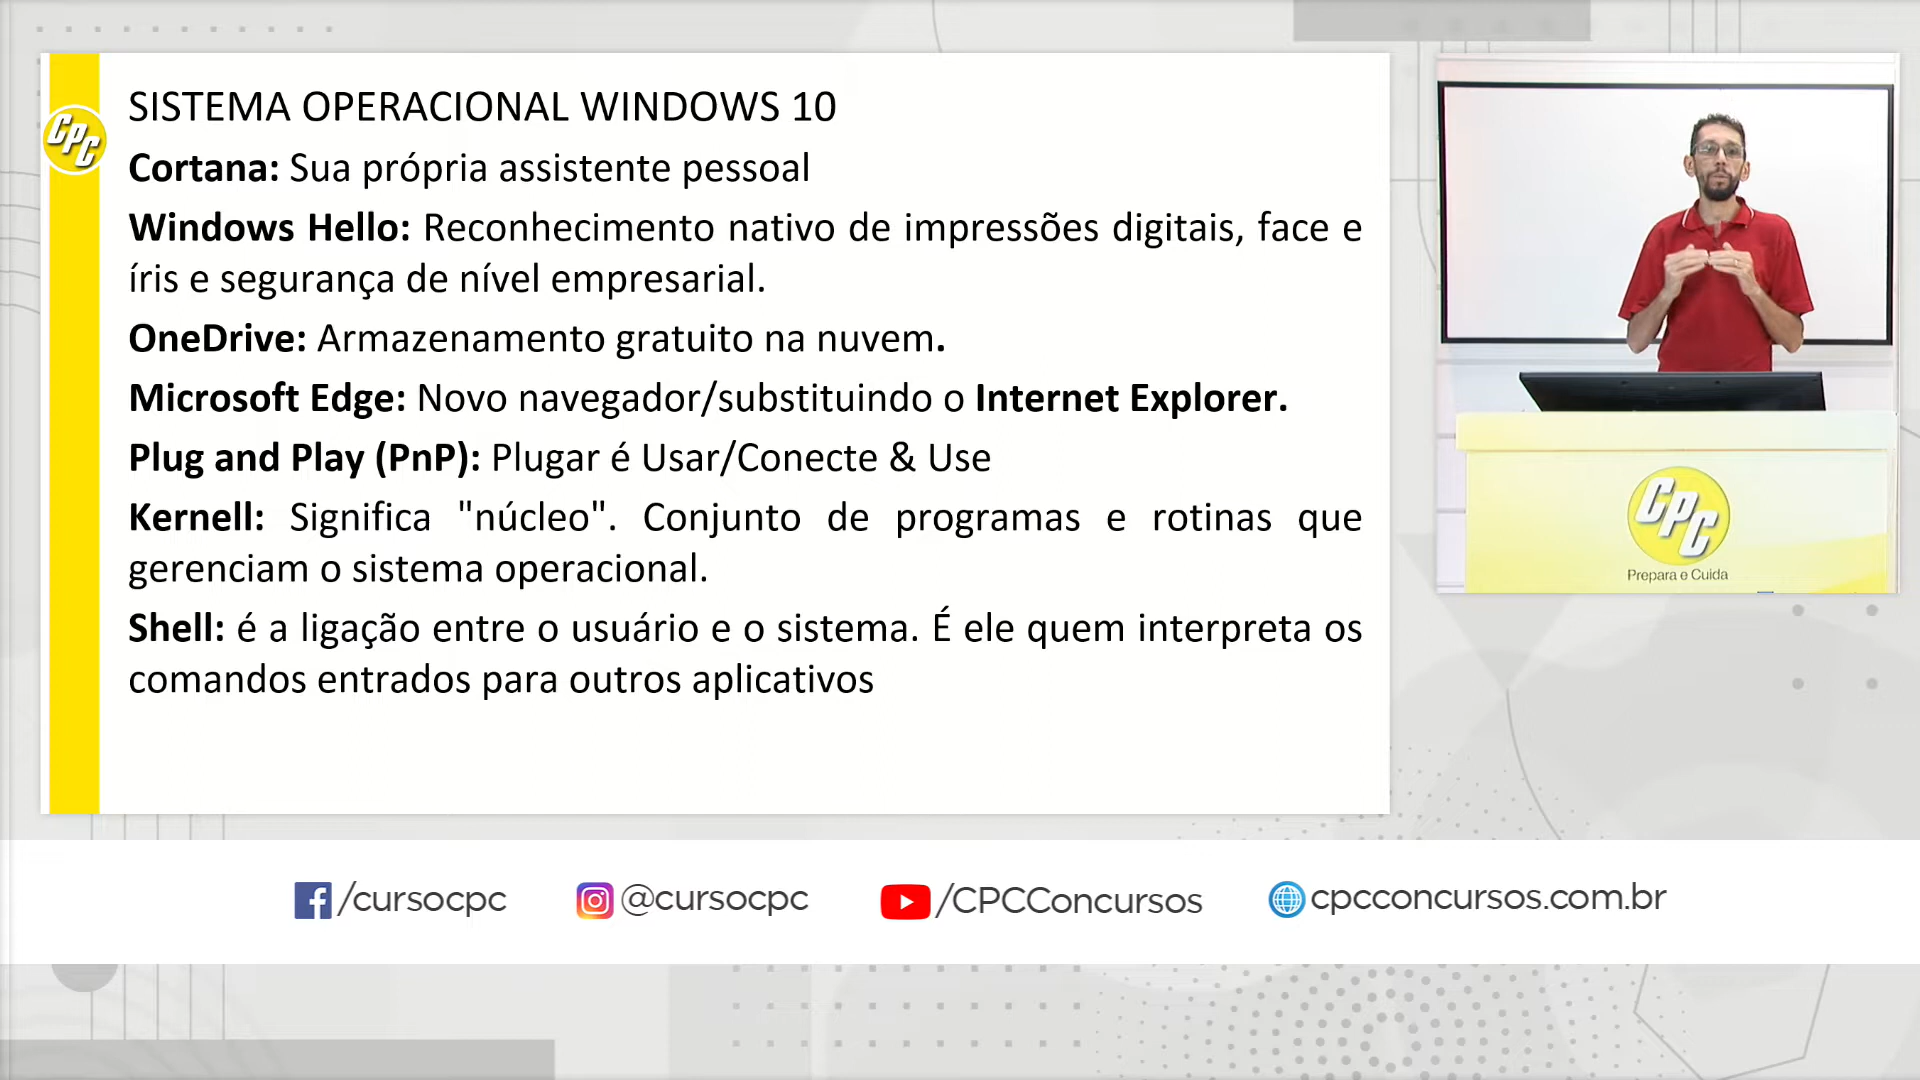 SISTEMA OPERACIONAL WINDOWS 10
CPC
Cortana: Sua própria assistente pessoal
Windows Hello: Reconhecimento nativo de impressões digitais, face e
íris e segurança de nível empresarial.
OneDrive: Armazenamento gratuito na nuvem.
Microsoft Edge: Novo navegador/substituindo o Internet Explorer.
Plug and Play (PnP): Plugar é Usar/Conecte & Use
Kernell: Significa "núcleo". Conjunto de programas e rotinas que
gerenciam o sistema operacional.
Shell: é a ligação entre o usuário e o sistema. É ele quem interpreta os
comandos entrados para outros aplicativos
CPC
Prepara e Cuida
/cursocpc
@cursocpc
/CPCConcursos
cpcconcursos.com.br